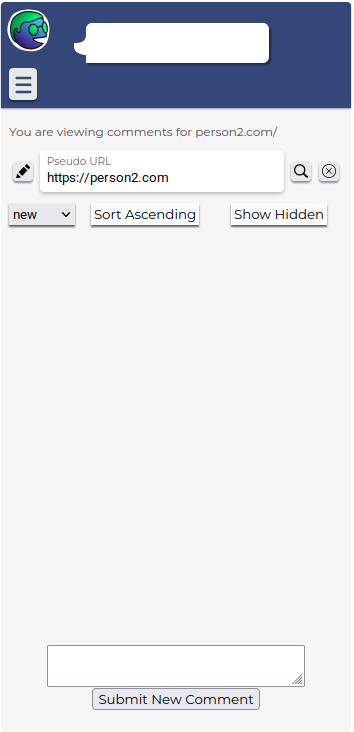 You are viewing comments for person2.com/
Pseudo URL
https://person2.com
new
Sort Ascending
Show Hidden
Submit New Comment